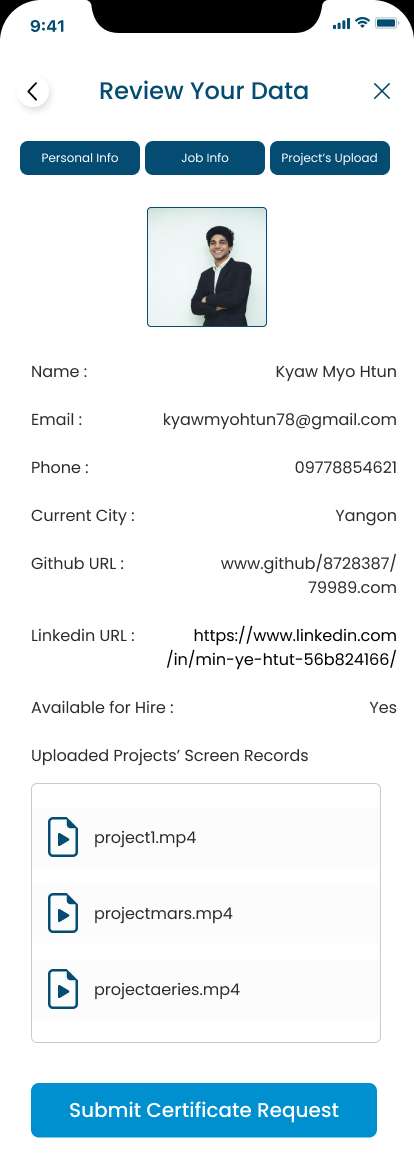 9:41
Review Your Data
Personal Info
Job Info
Project's Upload
Name : Kyaw Myo Htun
Email : kyawmyohtun78@gmail.com
Phone : 09778854621
Current City : Yangon
Github URL : www.github/8728387/
79989.com
Linkedin URL : https://www.linkedin.com
/in/min-ye-htut-56b824166/
Available for Hire : Yes
Uploaded Projects' Screen Records
project1.mp4
projectmars.mp4
projectaeries.mp4
Submit Certificate Request